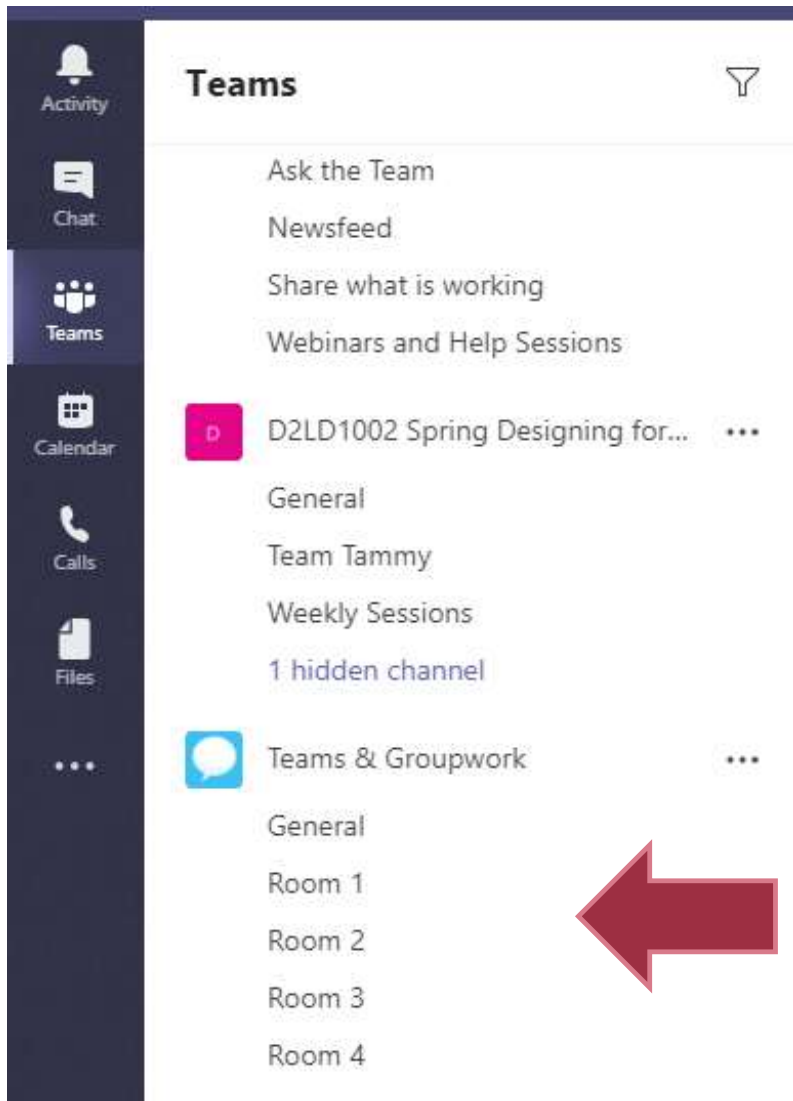 Activity
Chat
Teams
Calendar
Calls
Files
Teams
Ask the Team
Newsfeed
Share what is working
Webinars and Help Sessions
D
D2LD1002 Spring Designing for...
General
Team Tammy
Weekly Sessions
1 hidden channel
Teams & Groupwork
General
Room 1
Room 2
Room 3
Room 4